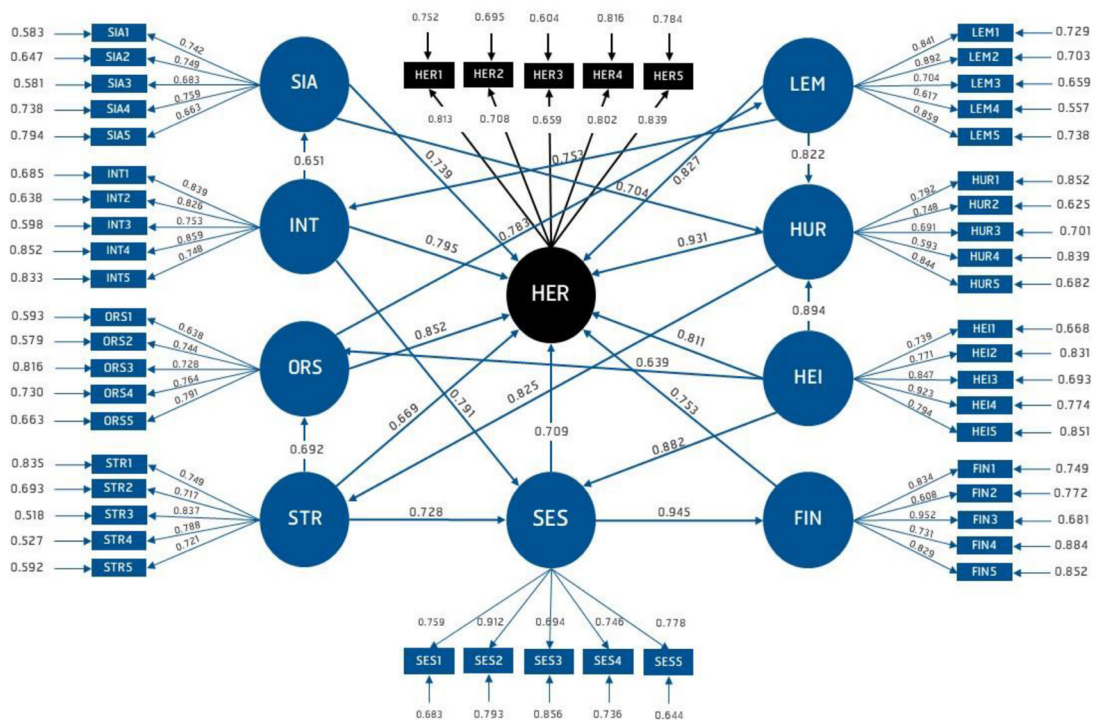 0.752 0.695 0.604 0.816 0.784
0.583 SIA1 0.742
0.647 SIA2 0.749
0.581 SIA3 0.683
0.738 SIA4 0.759
0.794 SIA5 0.663
SIA
HER1 HER2 HER3 HER4 HER5
0.813 0.708 0.659 0.802 0.839
LEM
0.841 LEM1 0.729
0.892 LEM2 0.703
0.704 LEM3 0.659
0.617 LEM4 0.557
0.859 LEM5 0.738
0.651 0.739 0.753 0.827 0.822
0.704
0.685 INT1 0.839
0.638 INT2 0.826
0.598 INT3 0.753
0.852 INT4 0.859
0.833 INT5 0.748
INT
0.795 0.783 0.931
HUR
0.792 HUR1 0.852
0.748 HUR2 0.625
0.691 HUR3 0.701
0.593 HUR4 0.839
0.844 HUR5 0.682
HER
0.894
0.593 ORS1 0.638
0.579 ORS2 0.744
0.816 ORS3 0.728
0.730 ORS4 0.764
0.663 ORS5 0.791
ORS
0.852 0.811
0.639
HEI
0.739 HEI1 0.668
0.771 HEI2 0.831
0.847 HEI3 0.693
0.923 HEI4 0.774
0.794 HEI5 0.851
0.692 0.669 0.791 0.825 0.709 0.882 0.753
0.835 STR1 0.749
0.693 STR2 0.717
0.518 STR3 0.837
0.527 STR4 0.788
0.592 STR5 0.721
STR
0.728
SES
0.945
FIN
0.834 FIN1 0.749
0.608 FIN2 0.772
0.952 FIN3 0.681
0.731 FIN4 0.884
0.829 FIN5 0.852
0.759 0.912 0.694 0.746 0.778
SES1 SES2 SES3 SES4 SES5
0.683 0.793 0.856 0.736 0.644